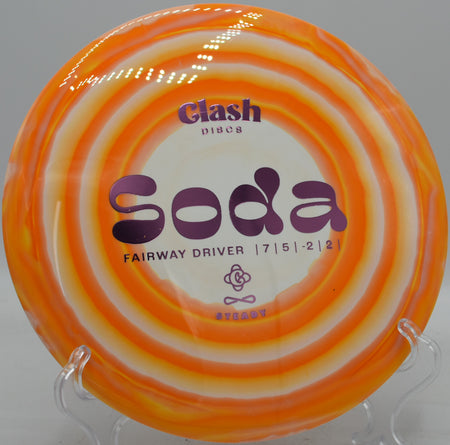 Clash
DISCS
Soda
FAIRWAY DRIVER | 7 | 5 | -2 | 2 |
STEADY